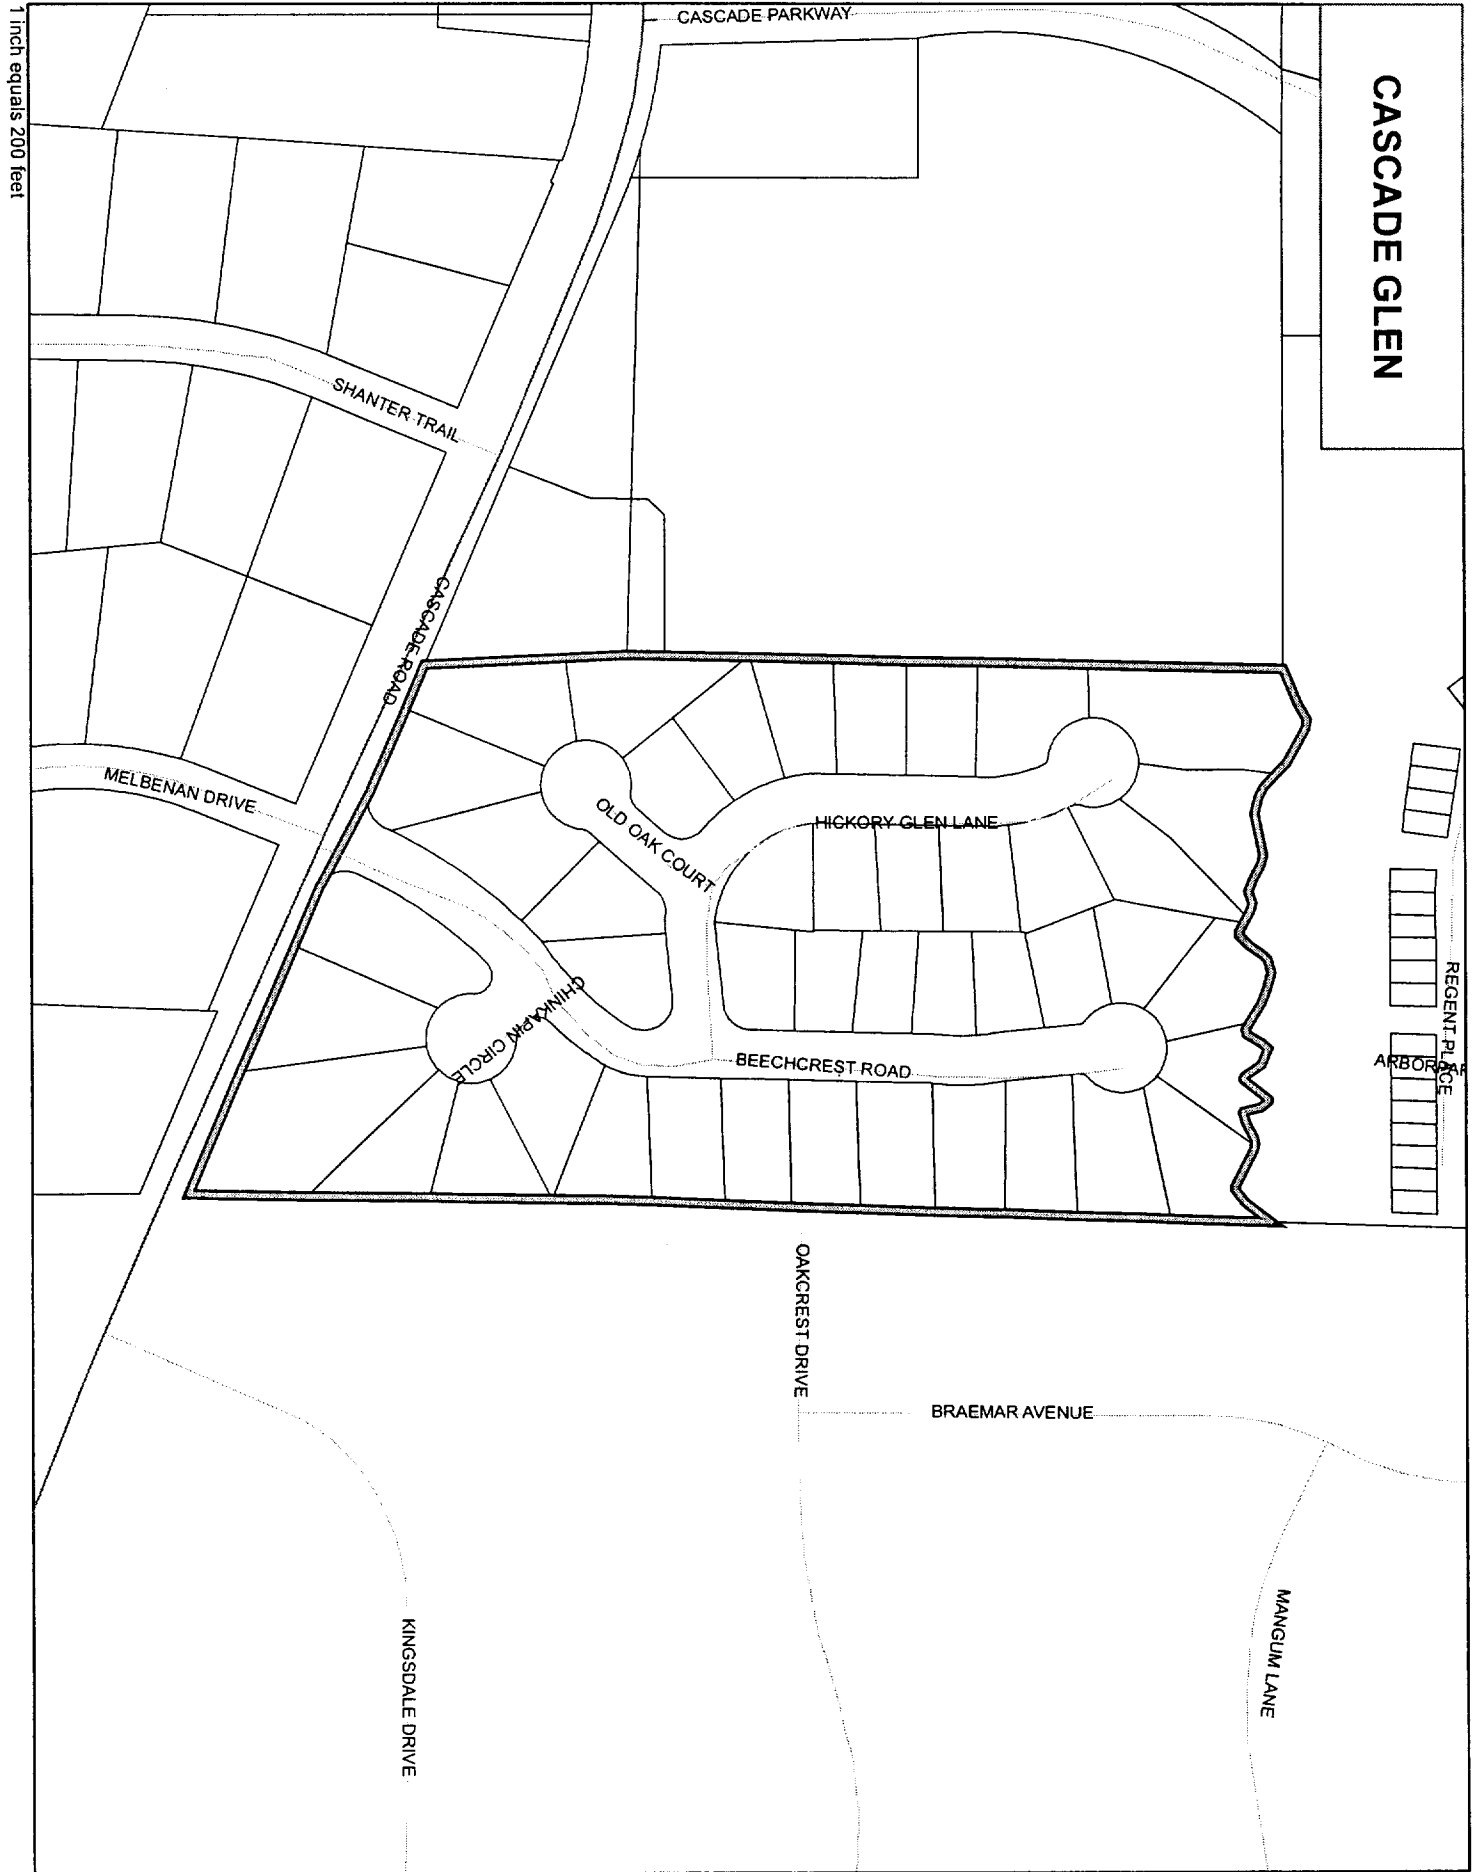 CASCADE GLEN
CASCADE PARKWAY
SHANTER TRAIL
CASCADE ROAD
MELBENAN DRIVE
OLD OAK COURT
HICKORY GLEN LANE
CHINKAPIN CIRCLE
BEECHCREST ROAD
REGENT PLACE
OAKCREST DRIVE
BRAEMAR AVENUE
MANGUM LANE
KINGSDALE DRIVE
1 inch equals 200 feet